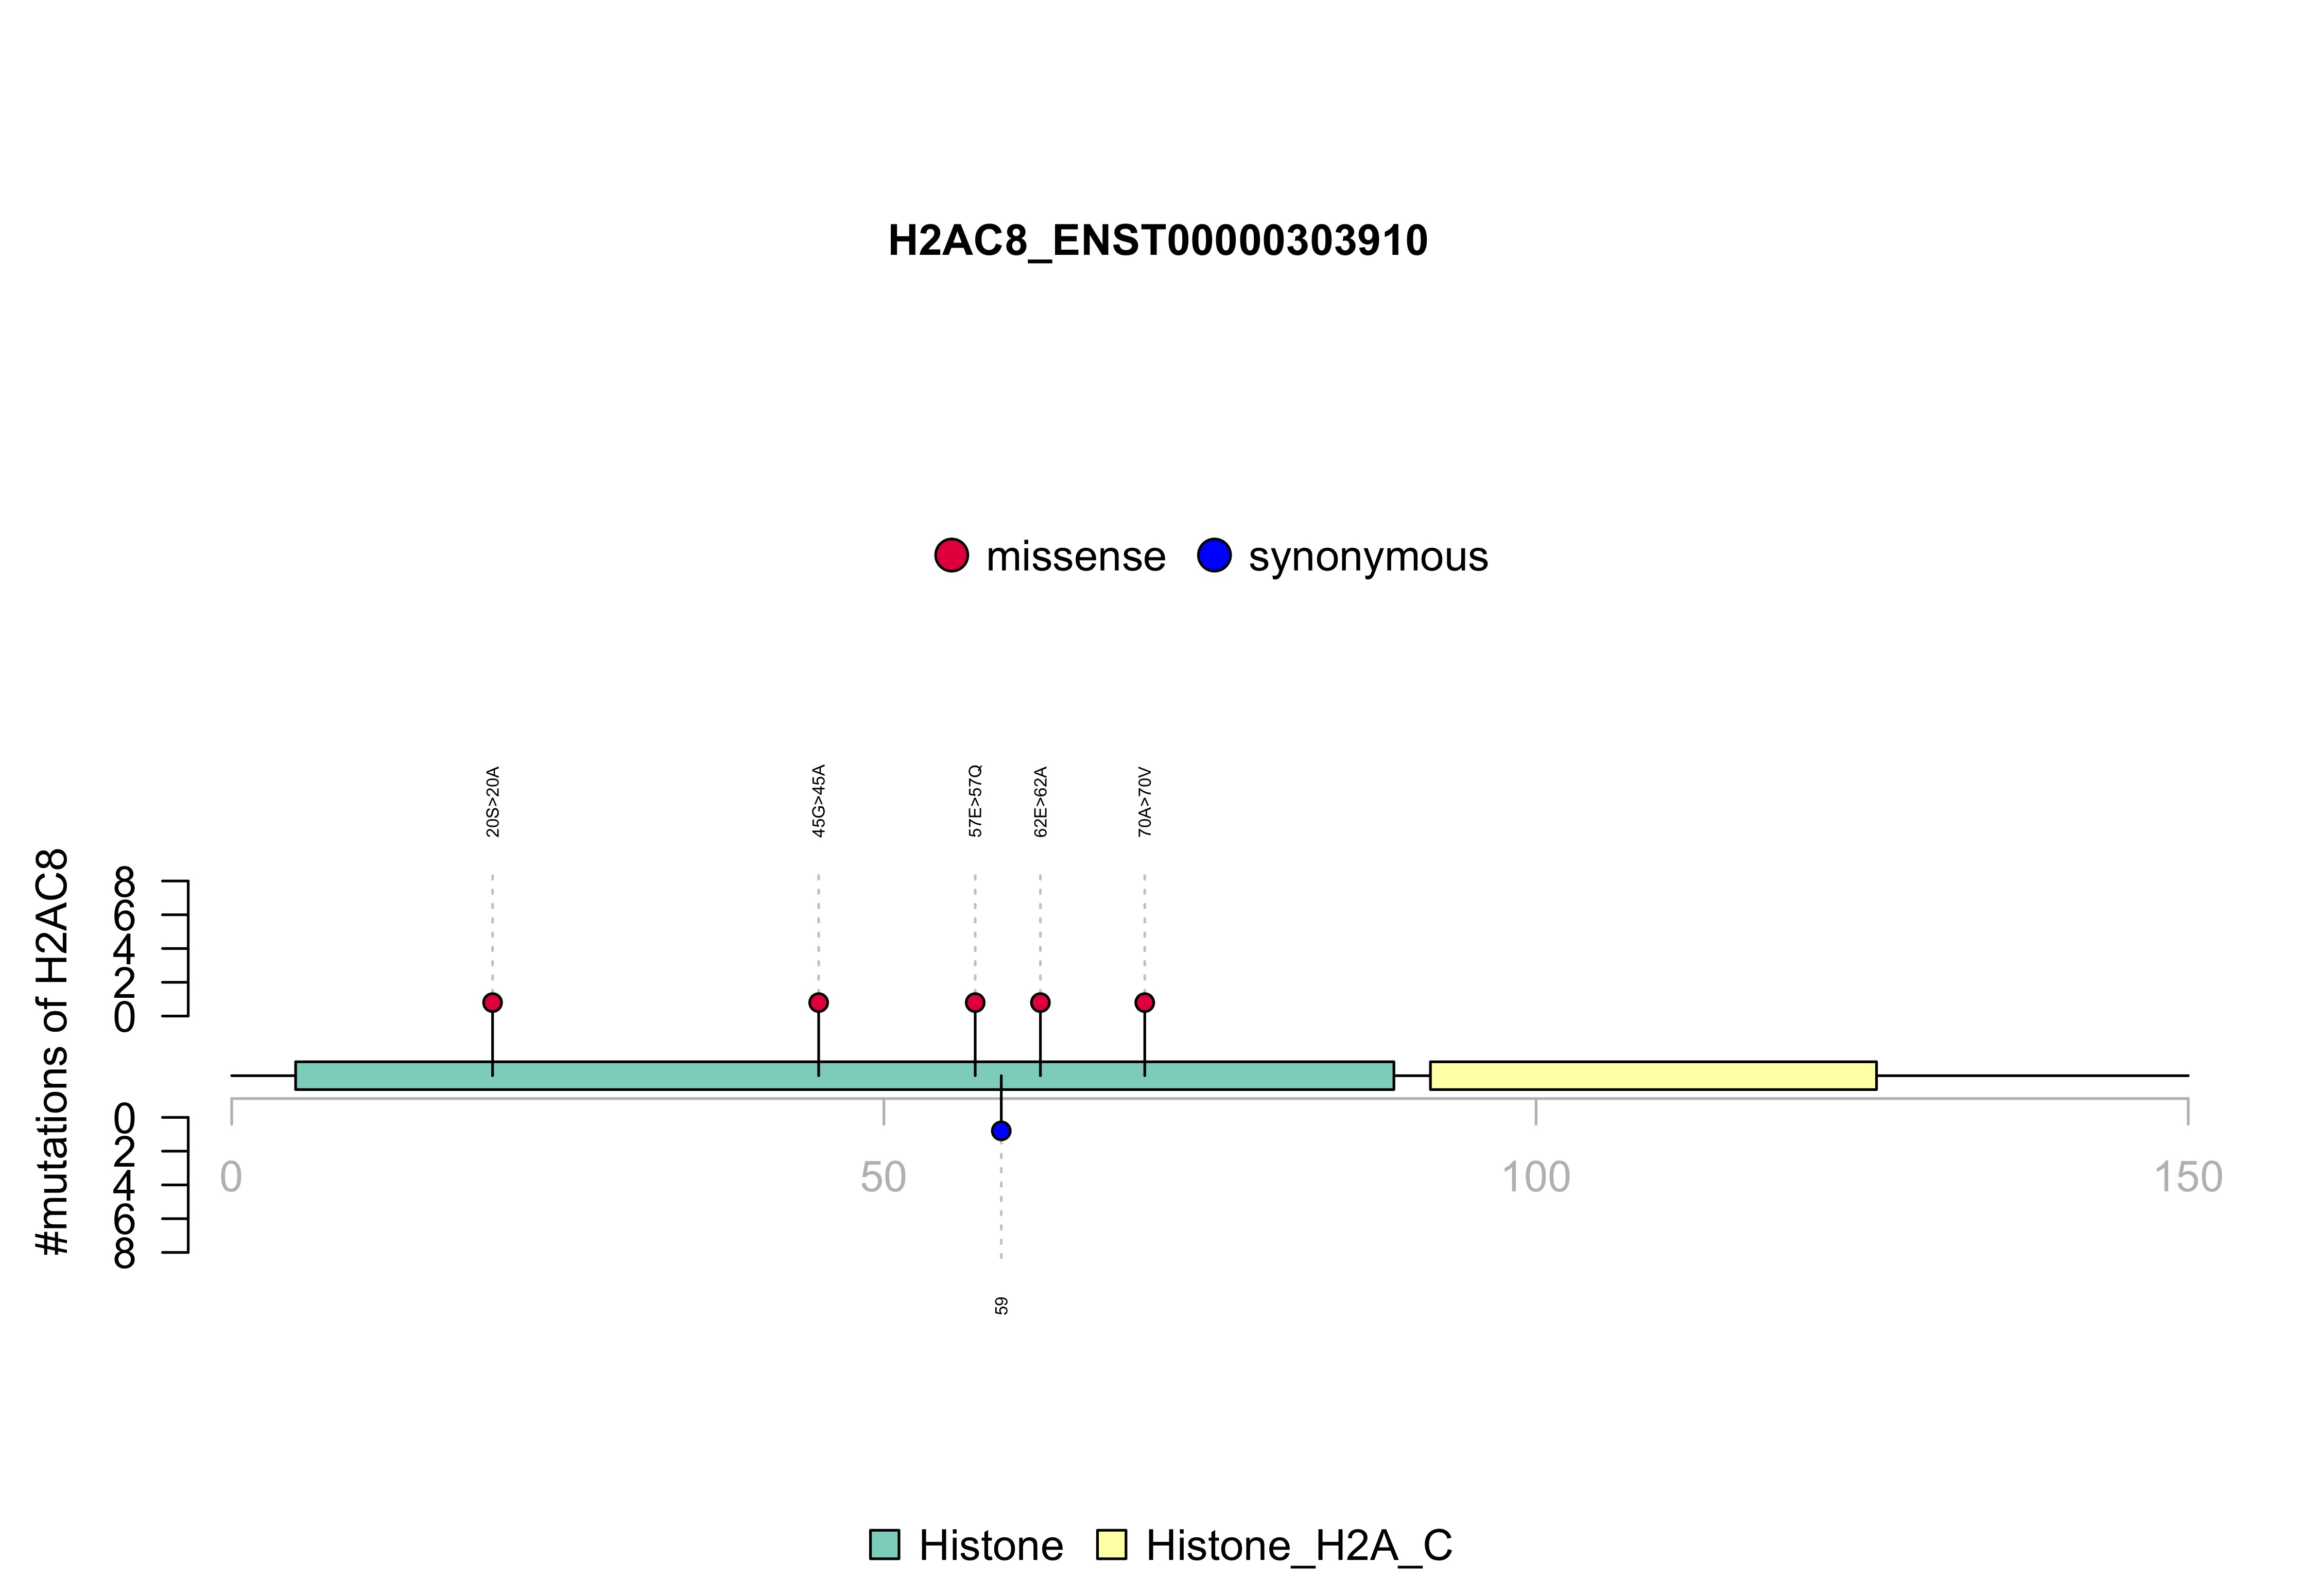 H2AC8_ENST00000303910
missense synonymous
20S>20A 45G>45A 57E>57Q 62E>62A 70A>70V
#mutations of H2AC8
8
6
4
2
0
0
2
4
6
8
0 50 100 150
59
Histone Histone_H2A_C